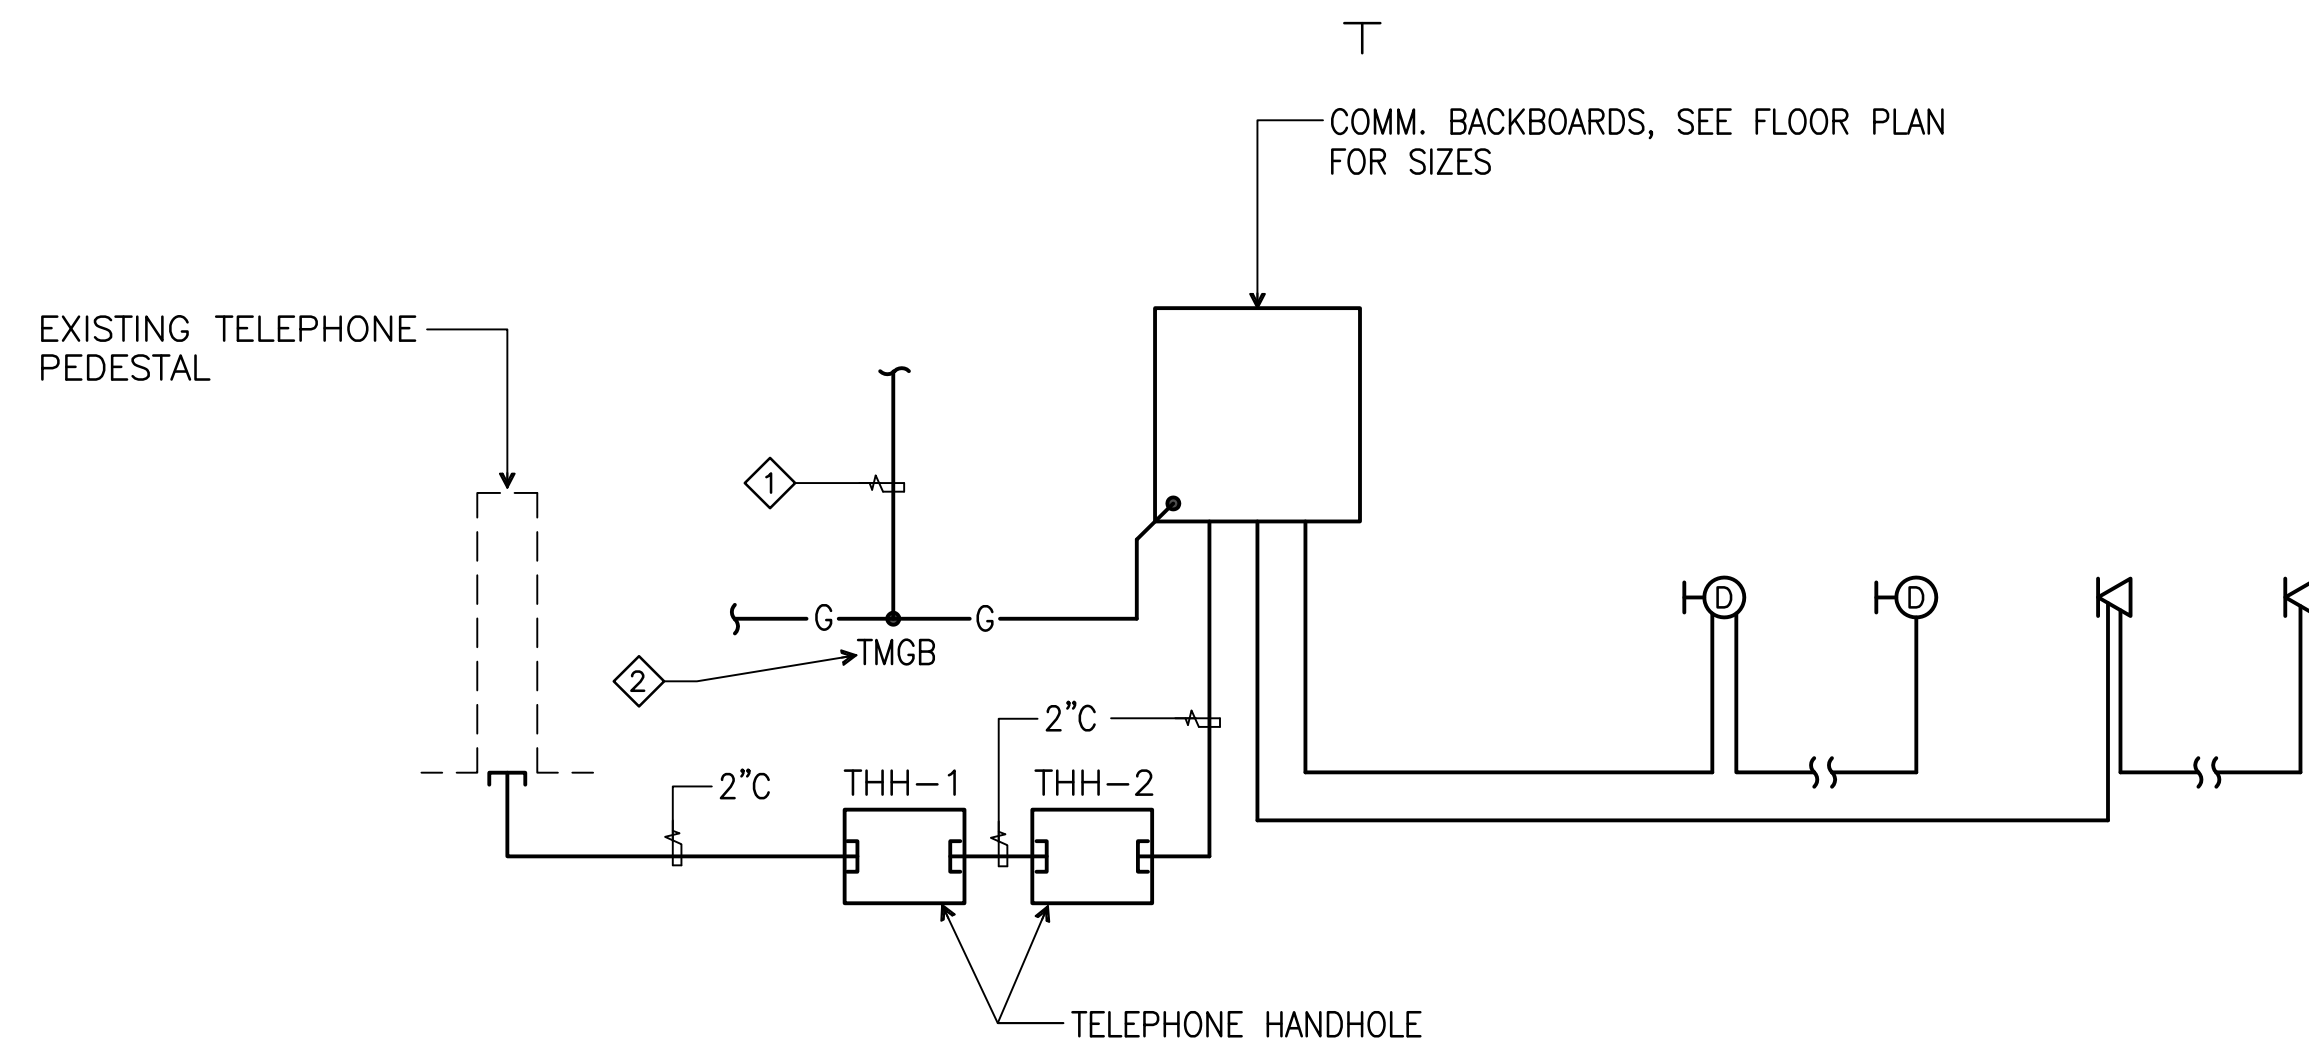 T
COMM. BACKBOARDS, SEE FLOOR PLAN
FOR SIZES
EXISTING TELEPHONE
PEDESTAL
1
G
G
TMGB
2
D
D
2"C
2"C
THH-1
THH-2
TELEPHONE HANDHOLE